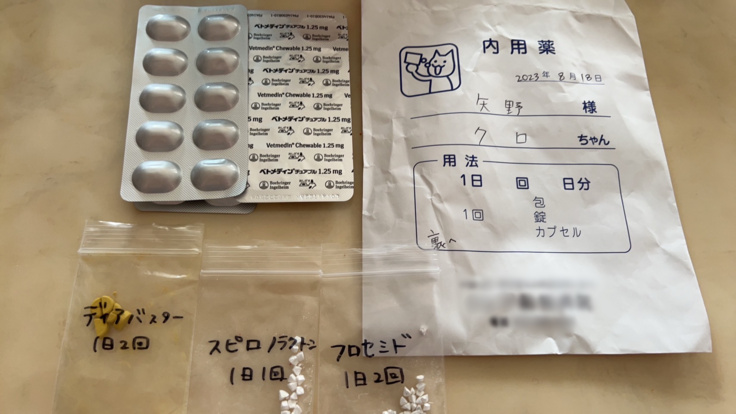 ベトメディンチュアブル 1.25 mg
Vetmedin® Chewable 1.25 mg
Boehringer Ingelheim
内用薬
2023年 8月18日
矢野 様
クロ ちゃん
用法
1日 回 日分
1回 包
錠
カプセル
裏へ
ディアバスター
1日2回
スピロノラクトン
1日1回
フロセミド
1日2回